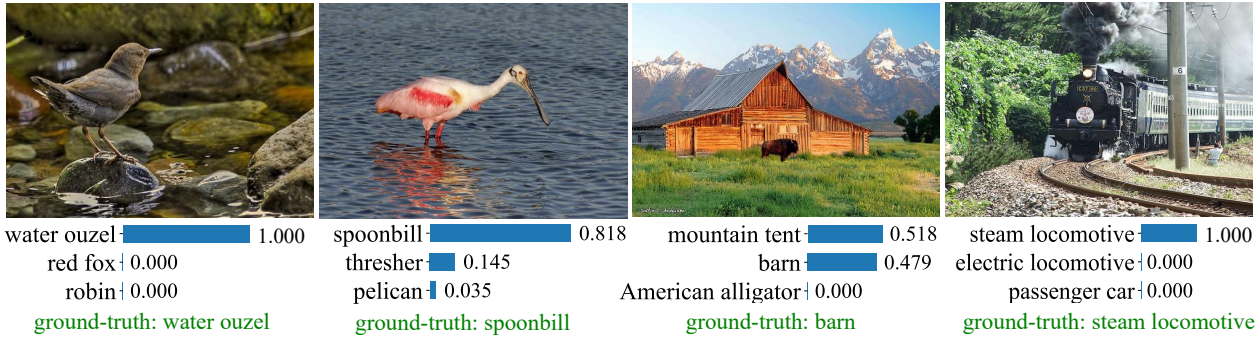 water ouzel 1.000
red fox 0.000
robin 0.000
ground-truth: water ouzel
spoonbill 0.818
thresher 0.145
pelican 0.035
ground-truth: spoonbill
mountain tent 0.518
barn 0.479
American alligator 0.000
ground-truth: barn
6
steam locomotive 1.000
electric locomotive 0.000
passenger car 0.000
ground-truth: steam locomotive